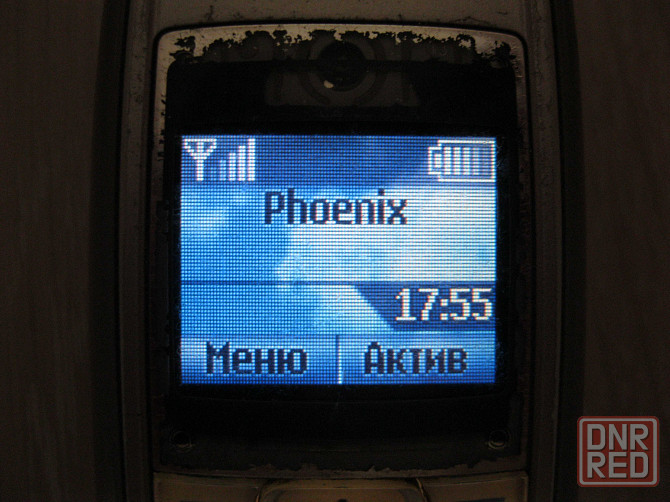 Phoenix
17:55
Меню Актив
DNR
RED